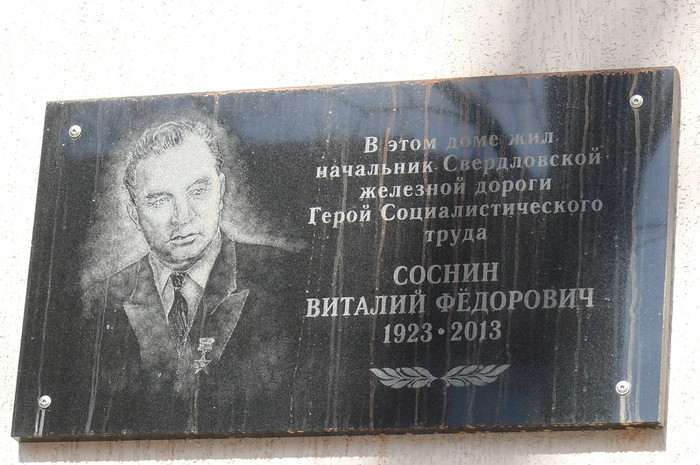 В этом доме жил
начальник Свердловской
железной дороги
Герой Социалистического
труда
СОСНИН
ВИТАЛИЙ ФЁДОРОВИЧ
1923 • 2013